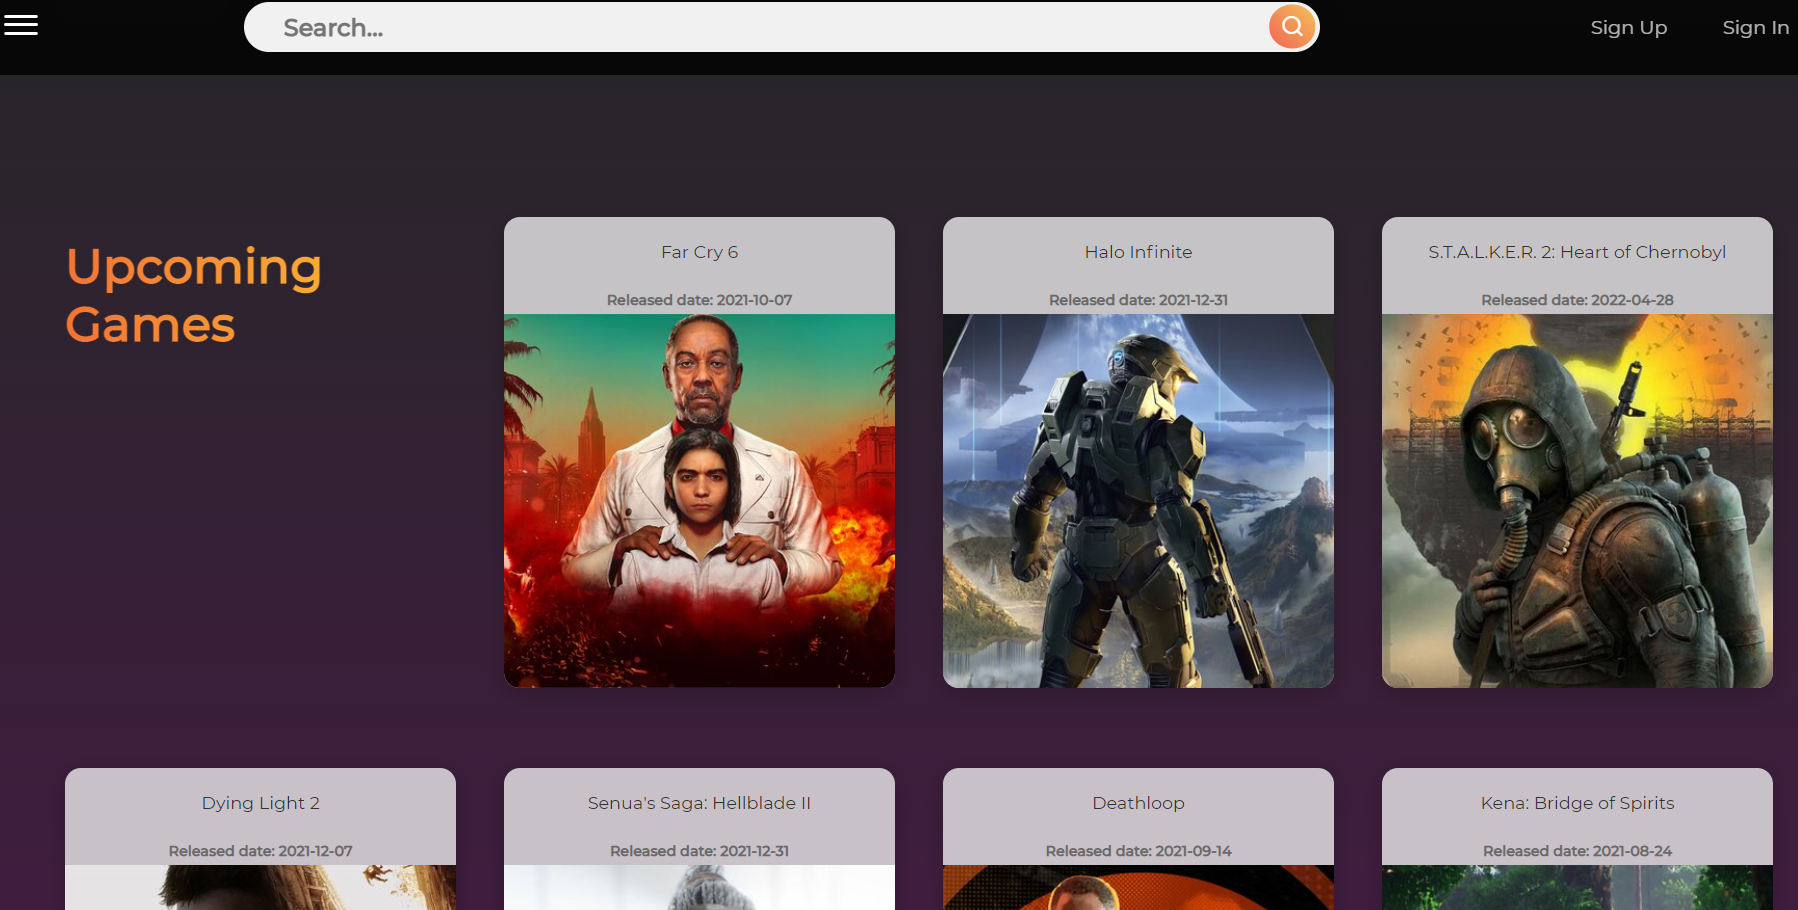 Search...
Sign Up
Sign In
Upcoming
Games
Far Cry 6
Released date: 2021-10-07
Halo Infinite
Released date: 2021-12-31
S.T.A.L.K.E.R. 2: Heart of Chernobyl
Released date: 2022-04-28
Dying Light 2
Released date: 2021-12-07
Senua's Saga: Hellblade II
Released date: 2021-12-31
Deathloop
Released date: 2021-09-14
Kena: Bridge of Spirits
Released date: 2021-08-24